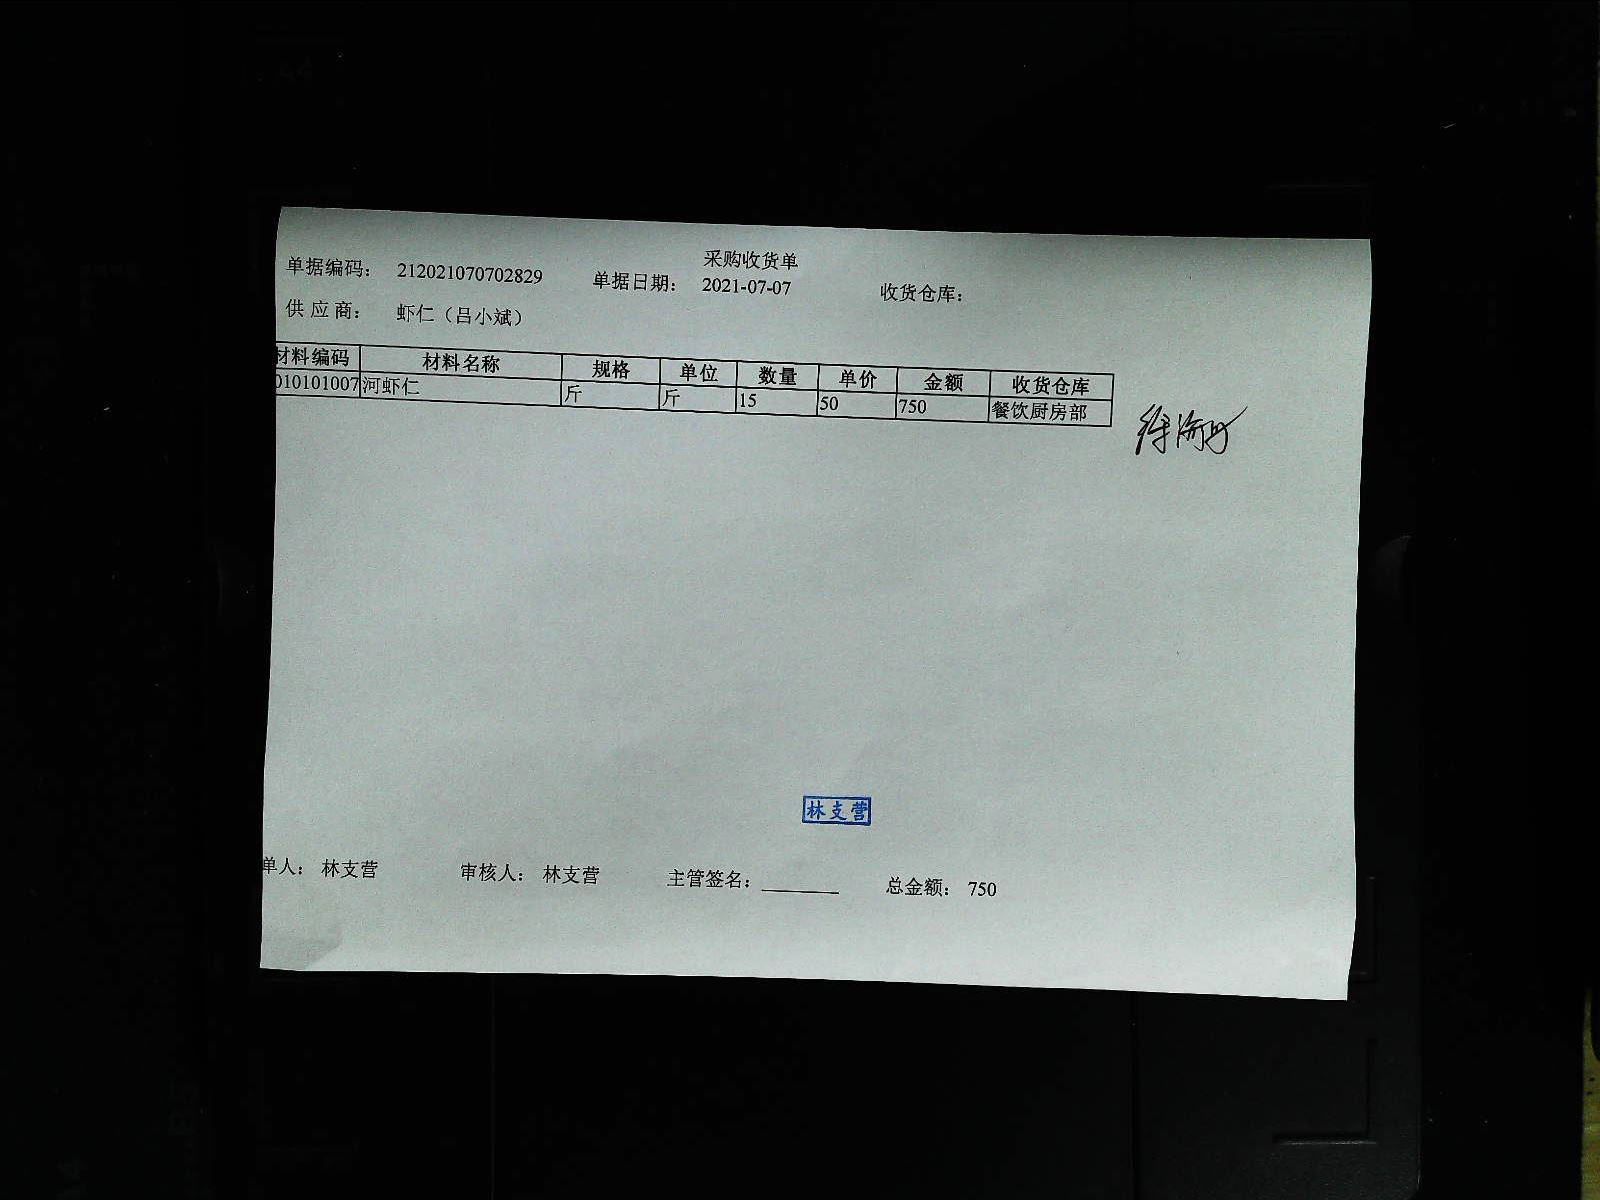 采购收货单
单据编码： 212021070702829 单据日期： 2021-07-07 收货仓库：
供 应 商： 虾仁（吕小斌）
材料编码 材料名称 规格 单位 数量 单价 金额 收货仓库
010101007 河虾仁 斤 斤 15 50 750 餐饮厨房部
林支营
单人： 林支营 审核人： 林支营 主管签名： 总金额： 750